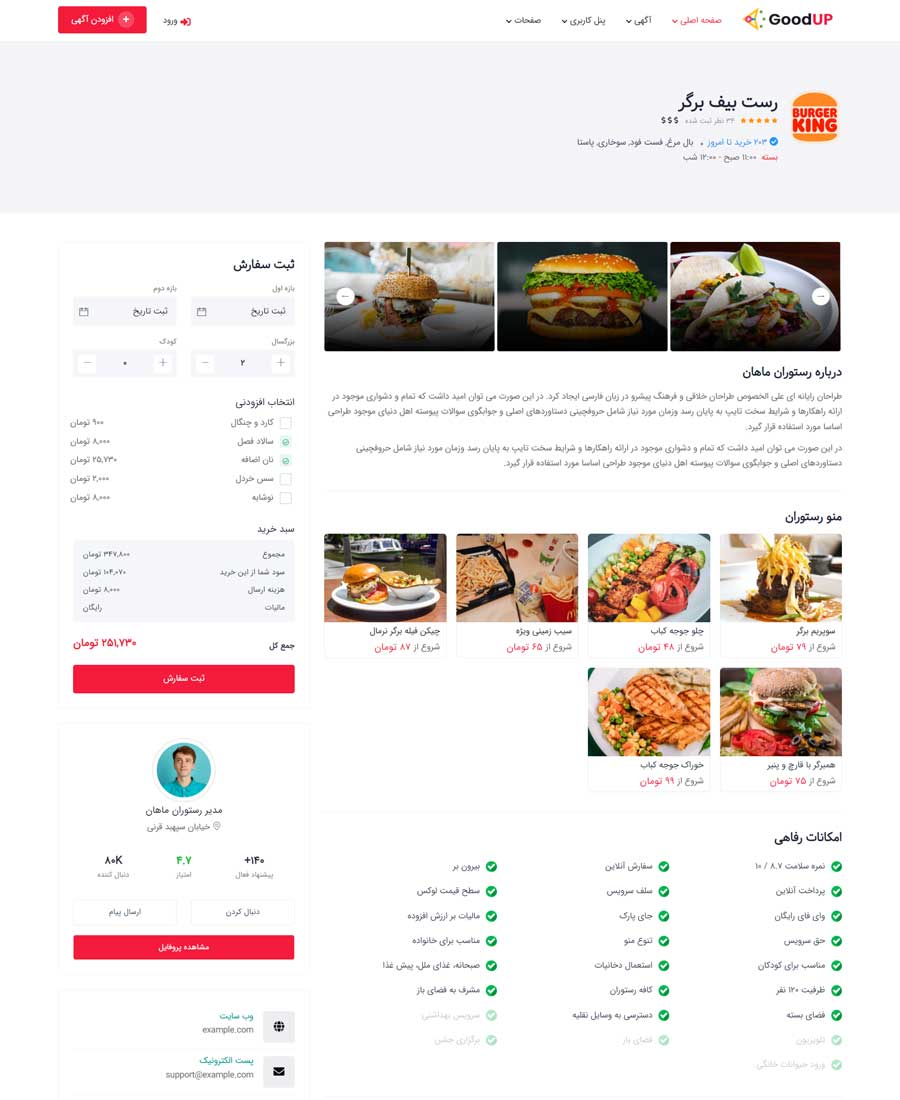 GoodUP
صفحه اصلی
آگهی
پنل کاربری
صفحات
ورود
افزودن آگهی
BURGER
KING
رست بیف برگر
۳۴ نظر ثبت شده $ $ $
۲۰۳ خرید تا امروز • بال مرغ, فست فود, سوخاری, پاستا
بسته ۱۱:۰۰ صبح - ۱۲:۰۰ شب
درباره رستوران ماهان
طراحان رایانه ای علی الخصوص طراحان خلاقی و فرهنگ پیشرو در زبان فارسی ایجاد کرد. در این صورت می توان امید داشت که تمام و دشواری موجود در
ارائه راهکارها و شرایط سخت تایپ به پایان رسد وزمان مورد نیاز شامل حروفچینی دستاوردهای اصلی و جوابگوی سوالات پیوسته اهل دنیای موجود طراحی
اساسا مورد استفاده قرار گیرد.
در این صورت می توان امید داشت که تمام و دشواری موجود در ارائه راهکارها و شرایط سخت تایپ به پایان رسد وزمان مورد نیاز شامل حروفچینی
دستاوردهای اصلی و جوابگوی سوالات پیوسته اهل دنیای موجود طراحی اساسا مورد استفاده قرار گیرد.
منو رستوران
سوپریم برگر
شروع از ۷۹ تومان
چلو جوجه کباب
شروع از ۴۸ تومان
سیب زمینی ویژه
شروع از ۶۵ تومان
چیکن فیله برگر نرمال
شروع از ۸۷ تومان
همبرگر با قارچ و پنیر
شروع از ۷۵ تومان
خوراک جوجه کباب
شروع از ۹۹ تومان
امکانات رفاهی
نمره سلامت ۸.۷ / ۱۰
سفارش آنلاین
بیرون بر
پرداخت آنلاین
سلف سرویس
سطح قیمت لوکس
وای فای رایگان
جای پارک
مالیات بر ارزش افزوده
حق سرویس
تنوع منو
مناسب برای خانواده
مناسب برای کودکان
استعمال دخانیات
صبحانه، غذای ملل، پیش غذا
ظرفیت ۱۲۰ نفر
کافه رستوران
مشرف به فضای باز
فضای بسته
دسترسی به وسایل نقلیه
سرویس بهداشتی
تلویزیون
فضای باز
برگزاری جشن
ورود حیوانات خانگی
ثبت سفارش
بازه اول
بازه دوم
ثبت تاریخ
ثبت تاریخ
بزرگسال
کودک
+ ۲ −
+ ۰ −
انتخاب افزودنی
کارد و چنگال ۹۰۰ تومان
سالاد فصل ۸,۰۰۰ تومان
نان اضافه ۲۵,۷۳۰ تومان
سس خردل ۲,۰۰۰ تومان
نوشابه ۸,۰۰۰ تومان
سبد خرید
مجموع ۳۴۷,۸۰۰ تومان
سود شما از این خرید ۱۰۴,۰۷۰ تومان
هزینه ارسال ۸,۰۰۰ تومان
مالیات رایگان
جمع کل ۲۵۱,۷۳۰ تومان
ثبت سفارش
مدیر رستوران ماهان
خیابان سپهبد قرنی
۱۴۰+
پیشنهاد فعال
۴.۷
امتیاز
۸۰K
دنبال کننده
دنبال کردن
ارسال پیام
مشاهده پروفایل
وب سایت
example.com
پست الکترونیک
support@example.com